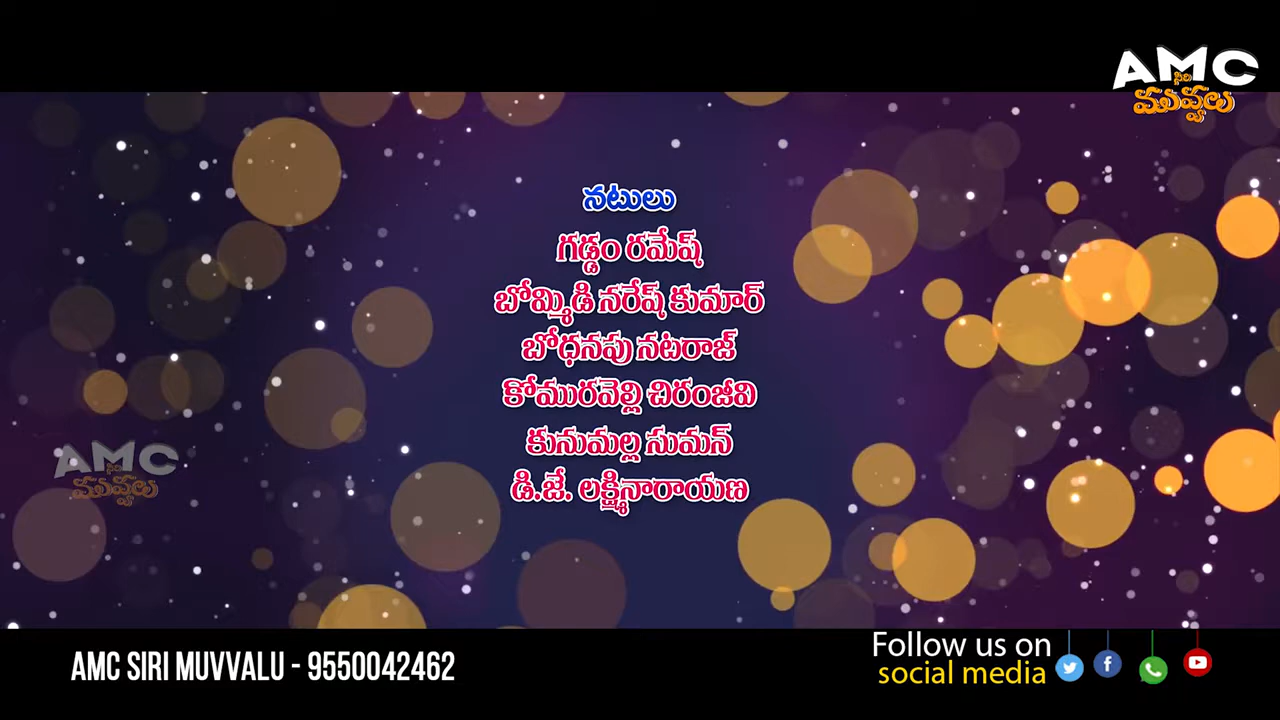 AMC
సిరి
మువ్వలు
నటులు
గడ్డం రమేష్
బోమ్మిడి నరేష్ కుమార్
బోధనపు నటరాజ్
కోమురవెల్లి చిరంజీవి
కునుమల్ల సుమన్
డి.జే. లక్ష్మినారాయణ
AMC
సిరి
మువ్వలు
AMC SIRI MUVVALU - 9550042462
Follow us on
social media